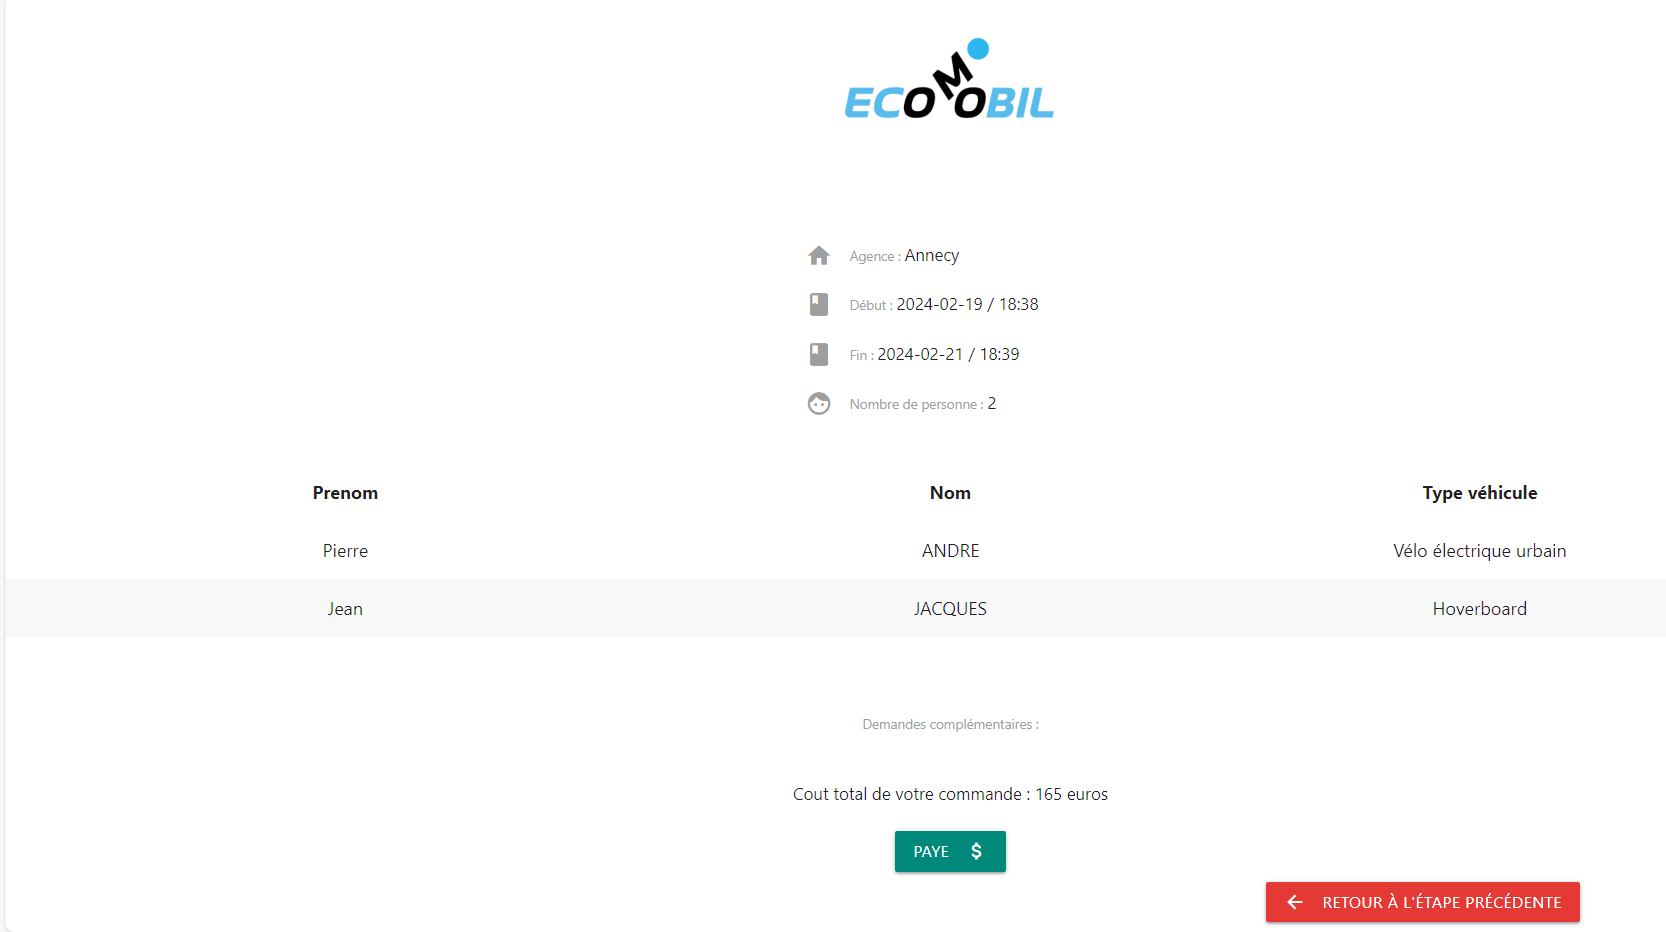 ECOMOBIL
Agence : Annecy
Début : 2024-02-19 / 18:38
Fin : 2024-02-21 / 18:39
Nombre de personne : 2
Prenom Nom Type véhicule
Pierre ANDRE Vélo électrique urbain
Jean JACQUES Hoverboard
Demandes complémentaires :
Cout total de votre commande : 165 euros
PAYE $
RETOUR À L'ÉTAPE PRÉCÉDENTE